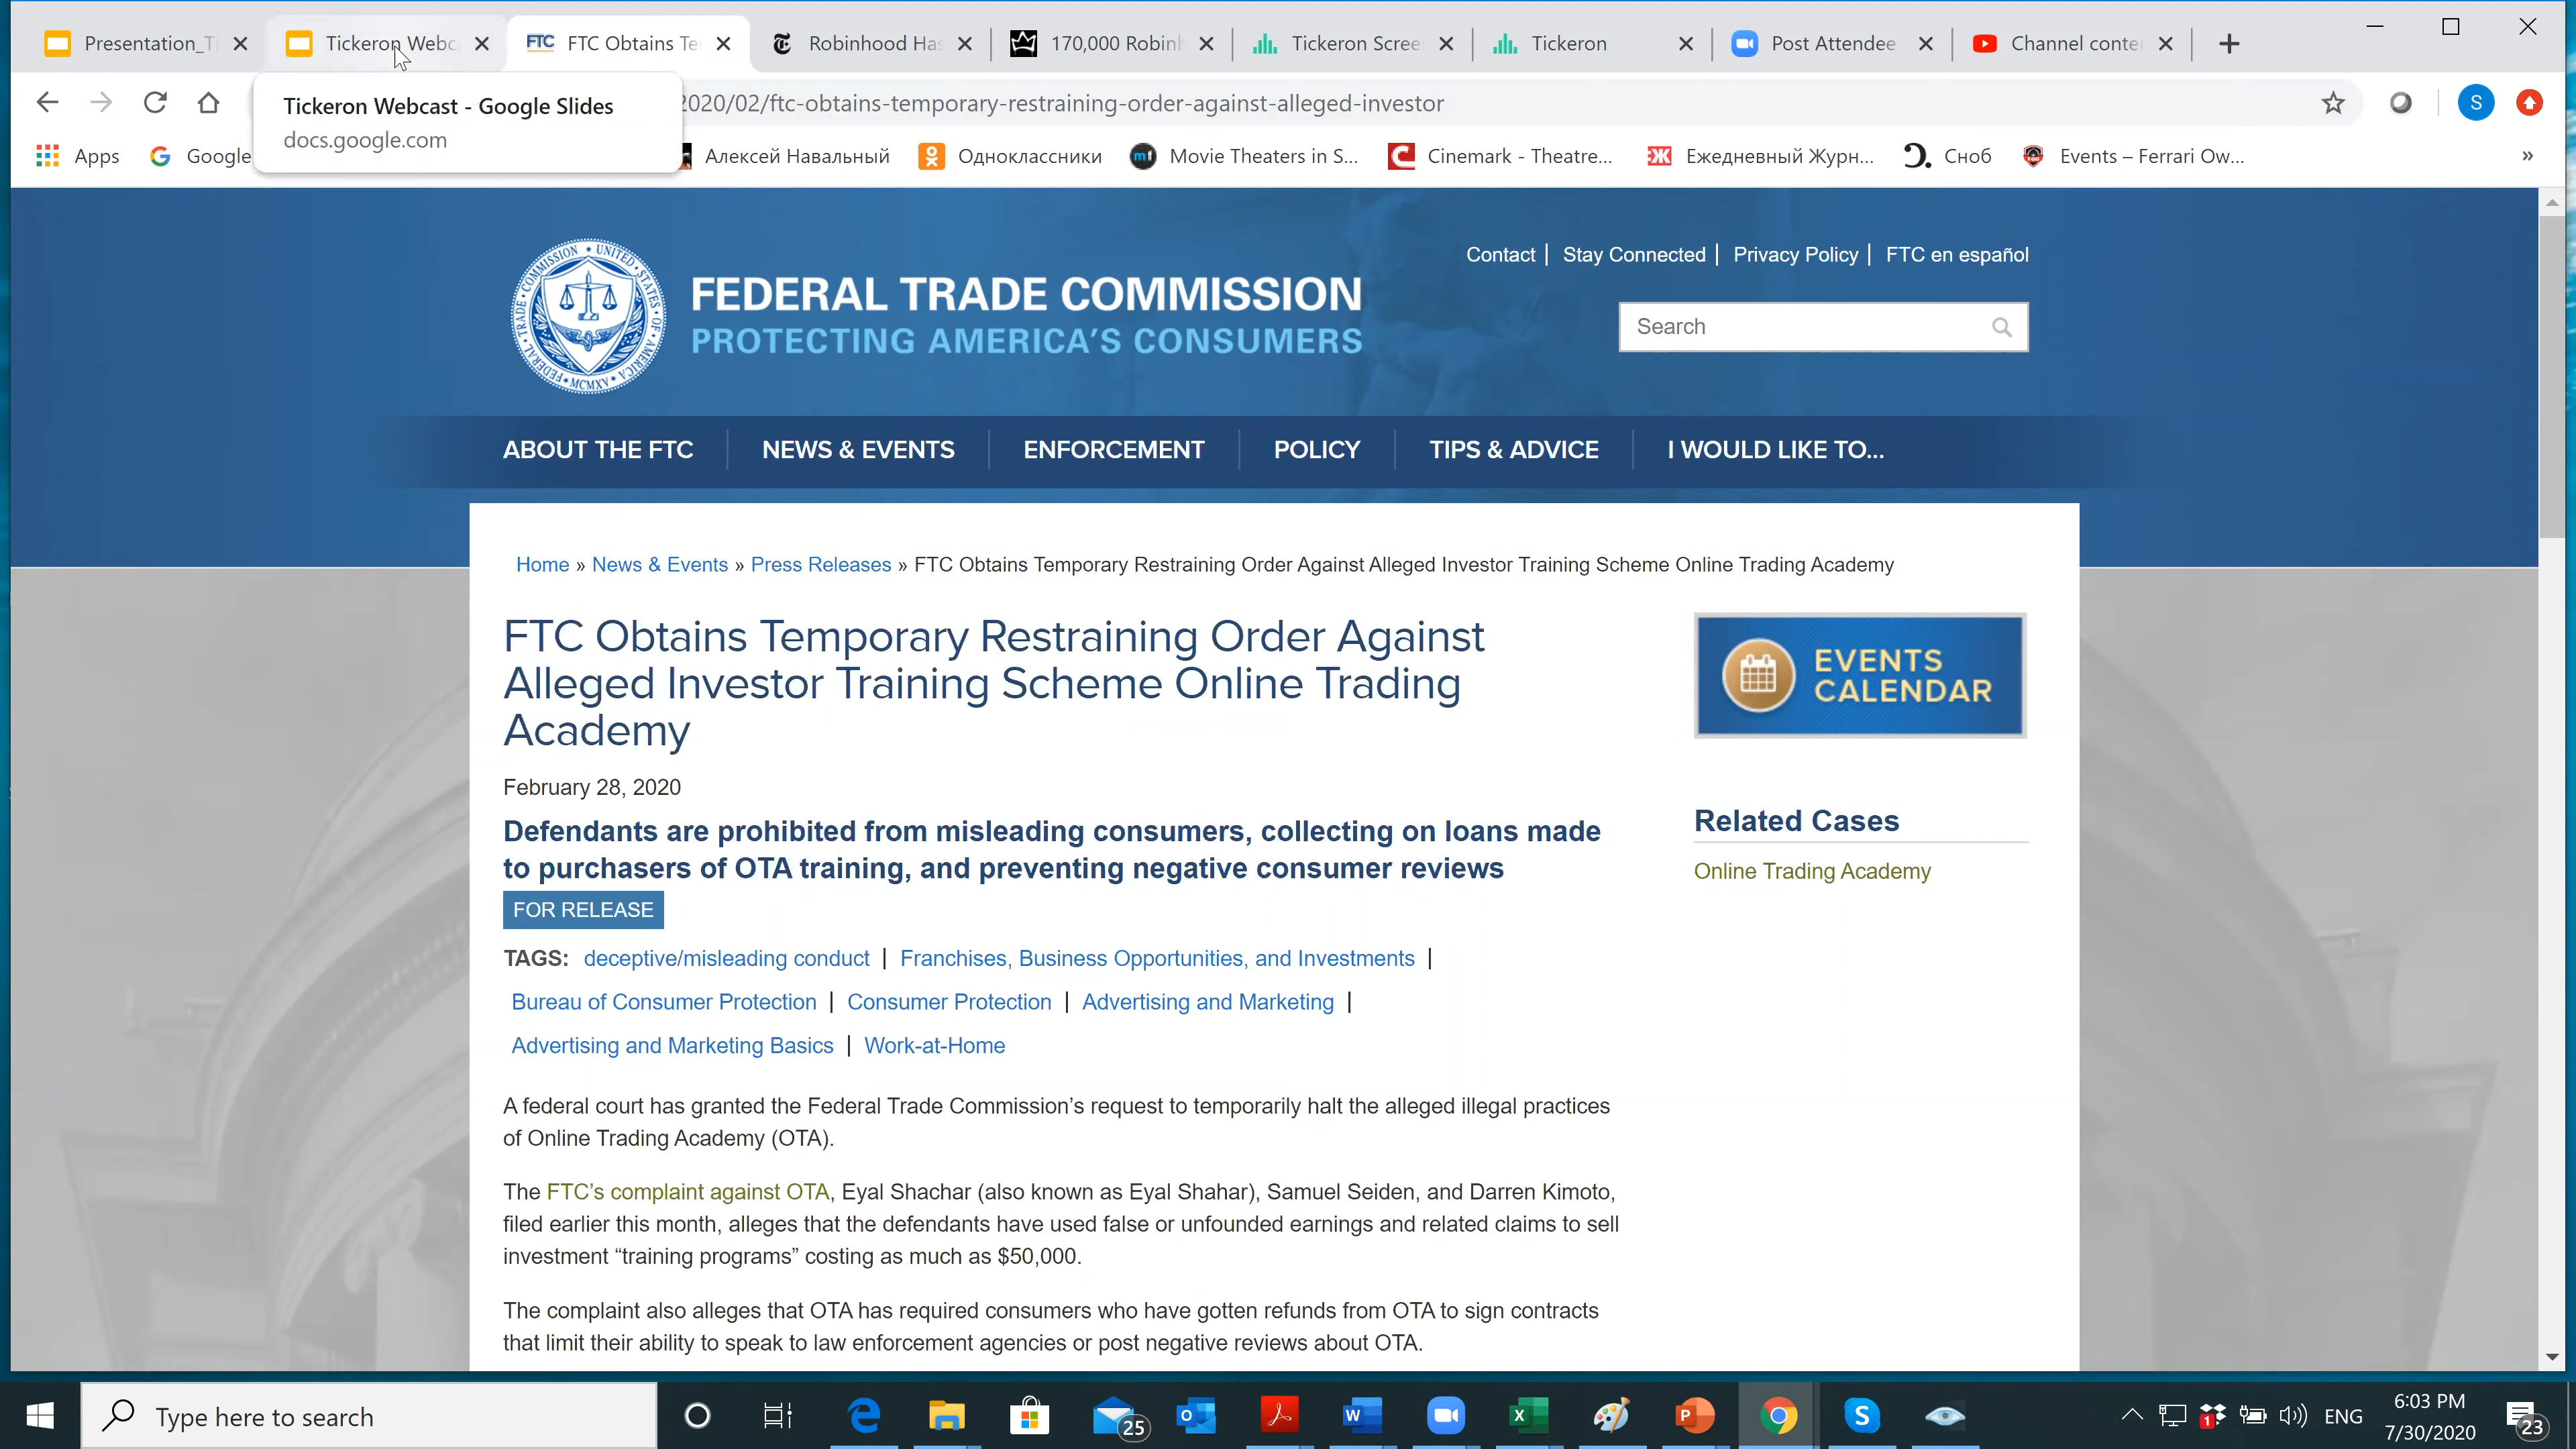 Presentation_Ti
Tickeron Webc
FTC Obtains Te
Robinhood Has
170,000 Robinh
Tickeron Scree
Tickeron
Post Attendee
Channel conte
Tickeron Webcast - Google Slides
docs.google.com
2020/02/ftc-obtains-temporary-restraining-order-against-alleged-investor
S
Apps
Google
Алексей Навальный
Одноклассники
Movie Theaters in S...
Cinemark - Theatre...
Ежедневный Журн...
Сноб
Events – Ferrari Ow...
»
FEDERAL TRADE COMMISSION
PROTECTING AMERICA'S CONSUMERS
FEDERAL TRADE COMMISSION ★ UNITED STATES OF AMERICA ★ MCMXV ★
Contact | Stay Connected | Privacy Policy | FTC en español
Search
ABOUT THE FTC
NEWS & EVENTS
ENFORCEMENT
POLICY
TIPS & ADVICE
I WOULD LIKE TO...
Home » News & Events » Press Releases » FTC Obtains Temporary Restraining Order Against Alleged Investor Training Scheme Online Trading Academy
FTC Obtains Temporary Restraining Order Against
Alleged Investor Training Scheme Online Trading
Academy
February 28, 2020
Defendants are prohibited from misleading consumers, collecting on loans made
to purchasers of OTA training, and preventing negative consumer reviews
FOR RELEASE
TAGS: deceptive/misleading conduct | Franchises, Business Opportunities, and Investments |
Bureau of Consumer Protection | Consumer Protection | Advertising and Marketing |
Advertising and Marketing Basics | Work-at-Home
A federal court has granted the Federal Trade Commission’s request to temporarily halt the alleged illegal practices
of Online Trading Academy (OTA).
The FTC’s complaint against OTA, Eyal Shachar (also known as Eyal Shahar), Samuel Seiden, and Darren Kimoto,
filed earlier this month, alleges that the defendants have used false or unfounded earnings and related claims to sell
investment “training programs” costing as much as $50,000.
The complaint also alleges that OTA has required consumers who have gotten refunds from OTA to sign contracts
that limit their ability to speak to law enforcement agencies or post negative reviews about OTA.
EVENTS
CALENDAR
Related Cases
Online Trading Academy
Type here to search
25
ENG
6:03 PM
7/30/2020
23